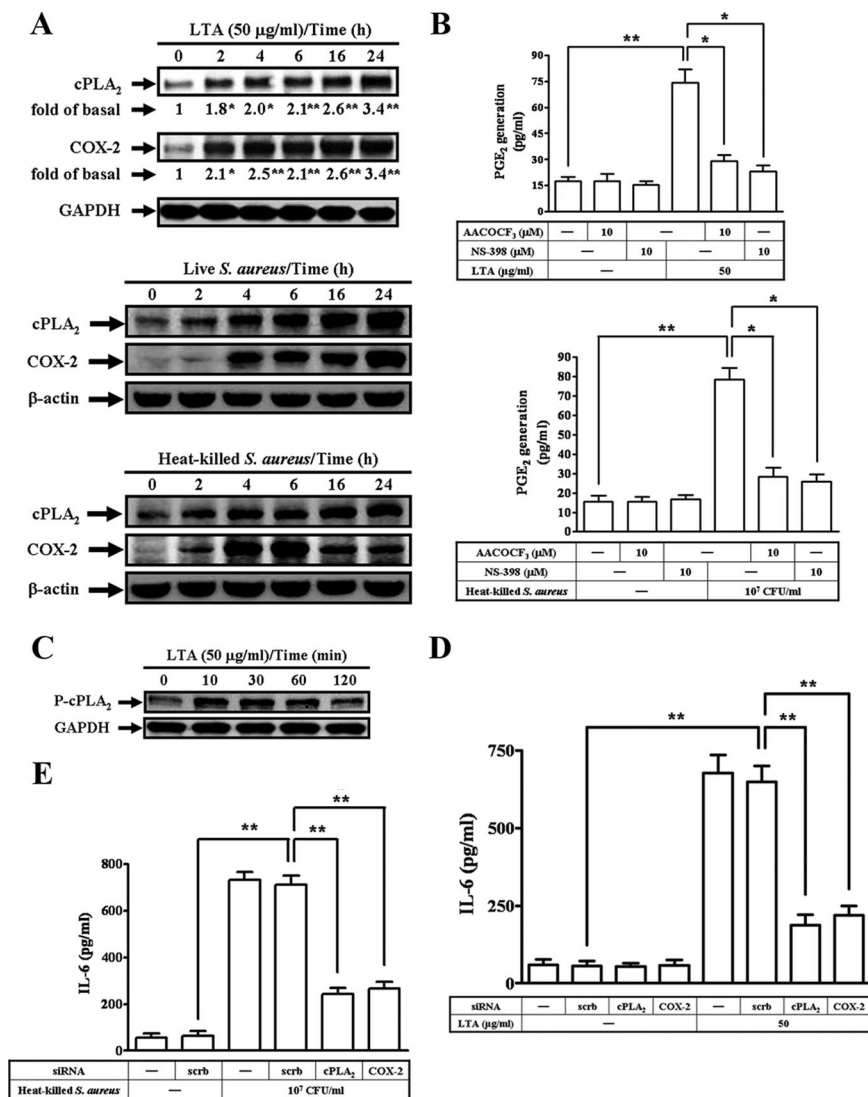 A
LTA (50 µg/ml)/Time (h)
0 2 4 6 16 24
cPLA₂
fold of basal 1 1.8* 2.0* 2.1** 2.6** 3.4**
COX-2
fold of basal 1 2.1* 2.5** 2.1** 2.6** 3.4**
GAPDH
Live S. aureus/Time (h)
0 2 4 6 16 24
cPLA₂
COX-2
β-actin
Heat-killed S. aureus/Time (h)
0 2 4 6 16 24
cPLA₂
COX-2
β-actin
B
*
** *
90
75
60
45
30
15
0
PGE₂ generation
(pg/ml)
AACOCF₃ (µM) — 10 — 10
NS-398 (µM) — 10 — 10
LTA (µg/ml) — 50
*
** *
90
80
70
60
50
40
30
20
10
0
PGE₂ generation
(pg/ml)
AACOCF₃ (µM) — 10 — 10 —
NS-398 (µM) — 10 — 10
Heat-killed S. aureus — 10⁷ CFU/ml
C
LTA (50 µg/ml)/Time (min)
0 10 30 60 120
P-cPLA₂
GAPDH
D
**
** **
750
500
250
0
IL-6 (pg/ml)
siRNA — scrb cPLA₂ COX-2 — scrb cPLA₂ COX-2
LTA (µg/ml) — 50
E
**
** **
800
600
400
200
0
IL-6 (pg/ml)
siRNA — scrb — scrb cPLA₂ COX-2
Heat-killed S. aureus — 10⁷ CFU/ml